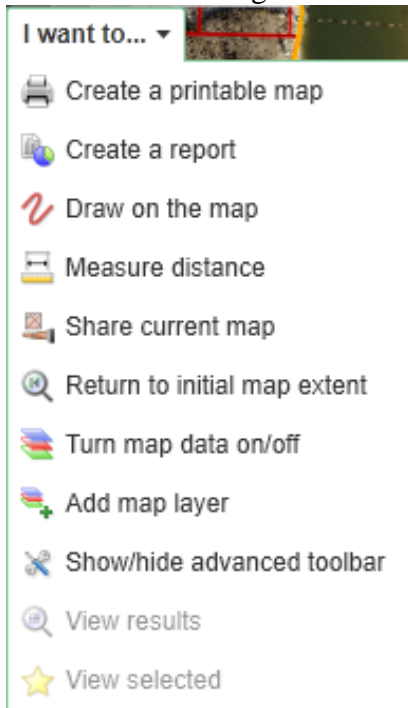 I want to...
Create a printable map
Create a report
Draw on the map
Measure distance
Share current map
Return to initial map extent
Turn map data on/off
Add map layer
Show/hide advanced toolbar
View results
View selected